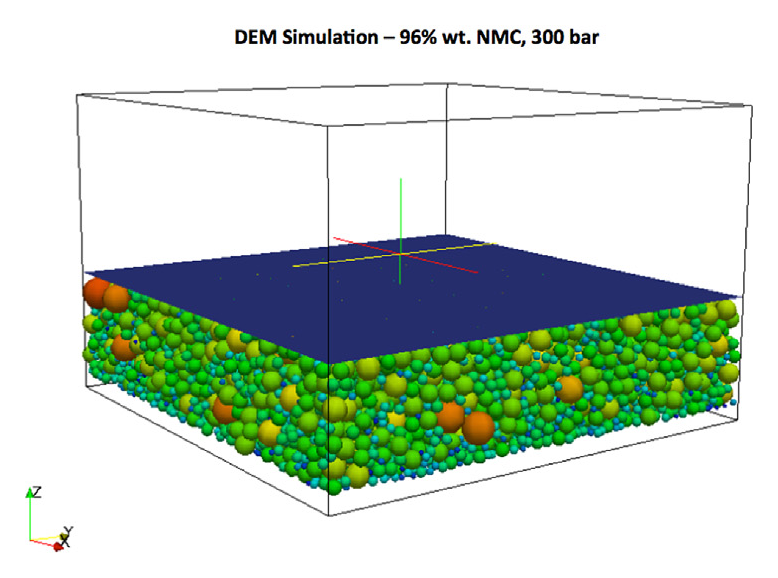 DEM Simulation – 96% wt. NMC, 300 bar
Z
Y
X